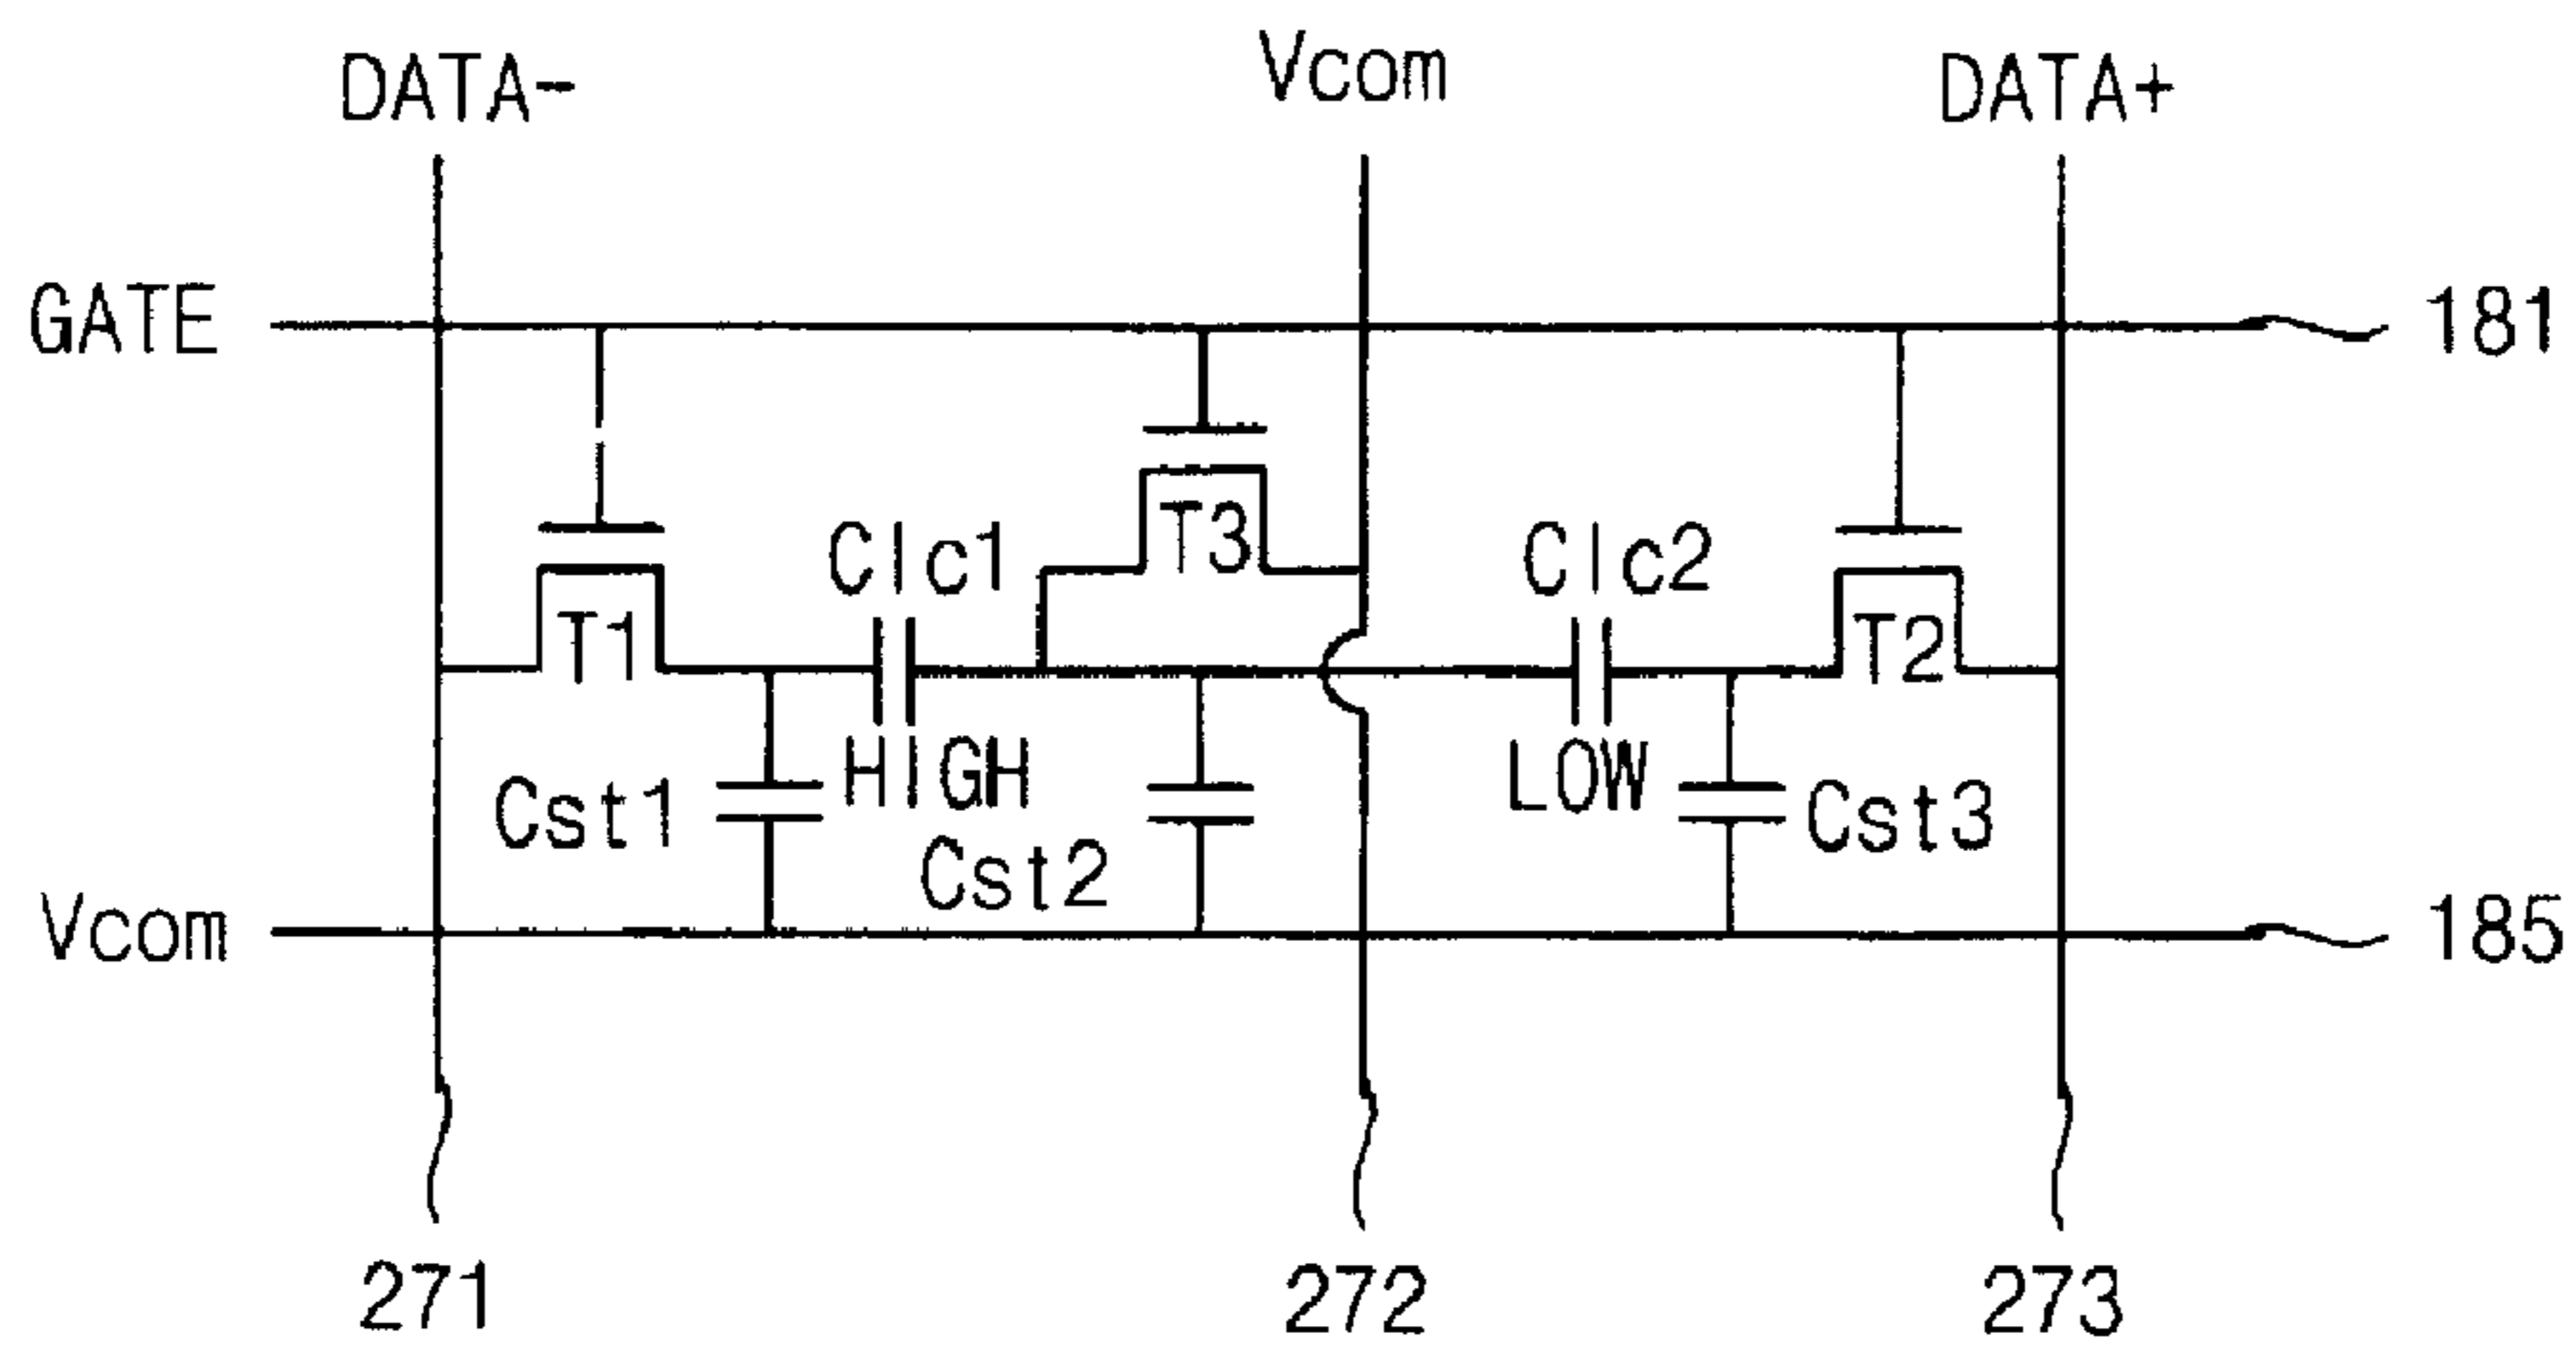 DATA- Vcom DATA+
GATE 181
T3
Clc1 Clc2
T1 T2
HIGH LOW
Cst1 Cst3
Cst2
Vcom 185
271 272 273